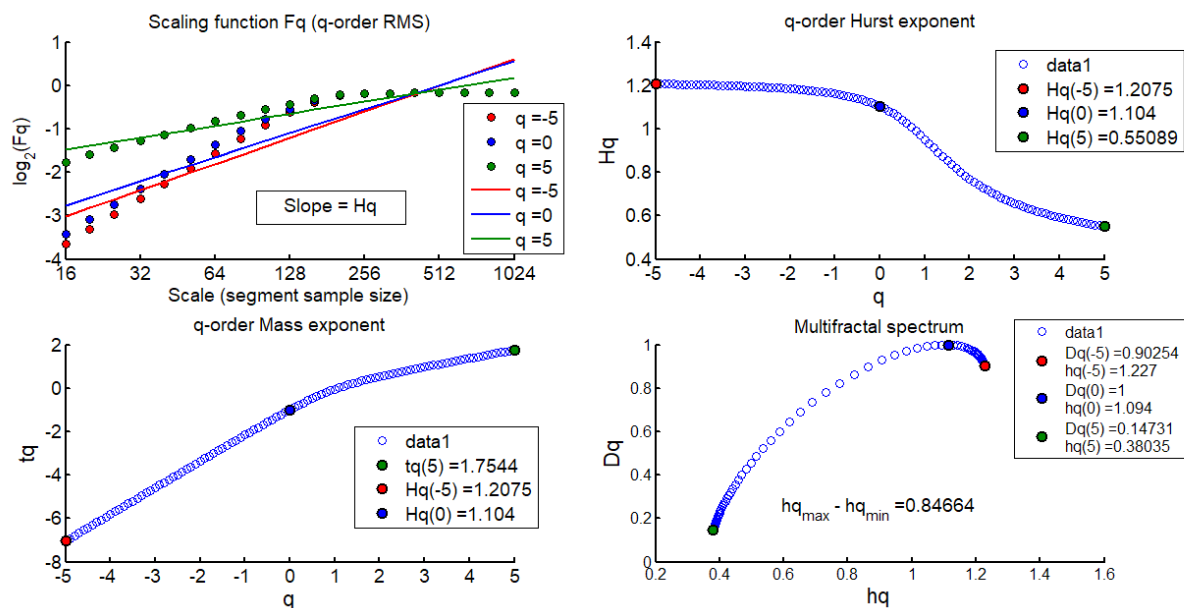 Scaling function Fq (q-order RMS)
1
0
-1
-2
-3
-4
log2(Fq)
q =-5
q =0
q =5
q =-5
q =0
q =5
Slope = Hq
16 32 64 128 256 512 1024
Scale (segment sample size)
q-order Hurst exponent
1.4
1.2
1
0.8
0.6
0.4
Hq
data1
Hq(-5) =1.2075
Hq(0) =1.104
Hq(5) =0.55089
-5 -4 -3 -2 -1 0 1 2 3 4 5
q
q-order Mass exponent
2
0
-2
-4
-6
-8
tq
data1
tq(5) =1.7544
Hq(-5) =1.2075
Hq(0) =1.104
-5 -4 -3 -2 -1 0 1 2 3 4 5
q
Multifractal spectrum
1
0.8
0.6
0.4
0.2
0
Dq
data1
Dq(-5) =0.90254
hq(-5) =1.227
Dq(0) =1
hq(0) =1.094
Dq(5) =0.14731
hq(5) =0.38035
hqmax - hqmin =0.84664
0.2 0.4 0.6 0.8 1 1.2 1.4 1.6
hq